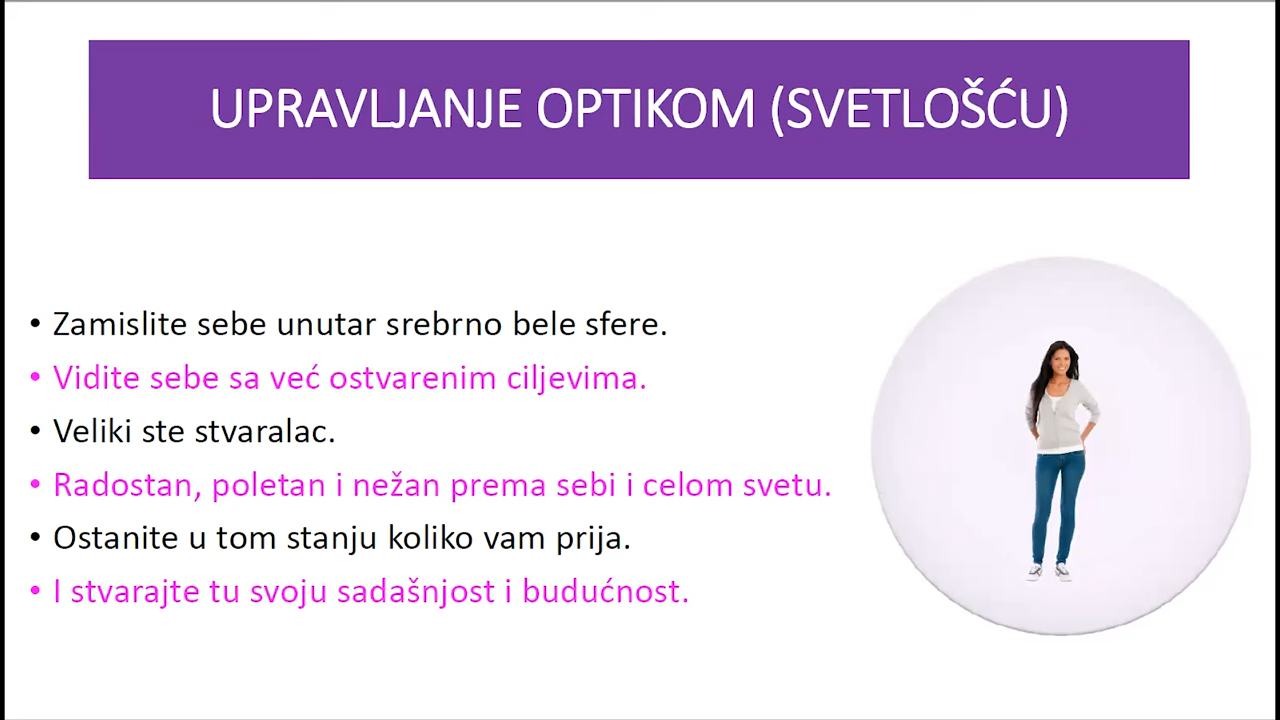 UPRAVLJANJE OPTIKOM (SVETLOŠĆU)
• Zamislite sebe unutar srebrno bele sfere.
• Vidite sebe sa već ostvarenim ciljevima.
• Veliki ste stvaralac.
• Radostan, poletan i nežan prema sebi i celom svetu.
• Ostanite u tom stanju koliko vam prija.
• I stvarajte tu svoju sadašnjost i budućnost.